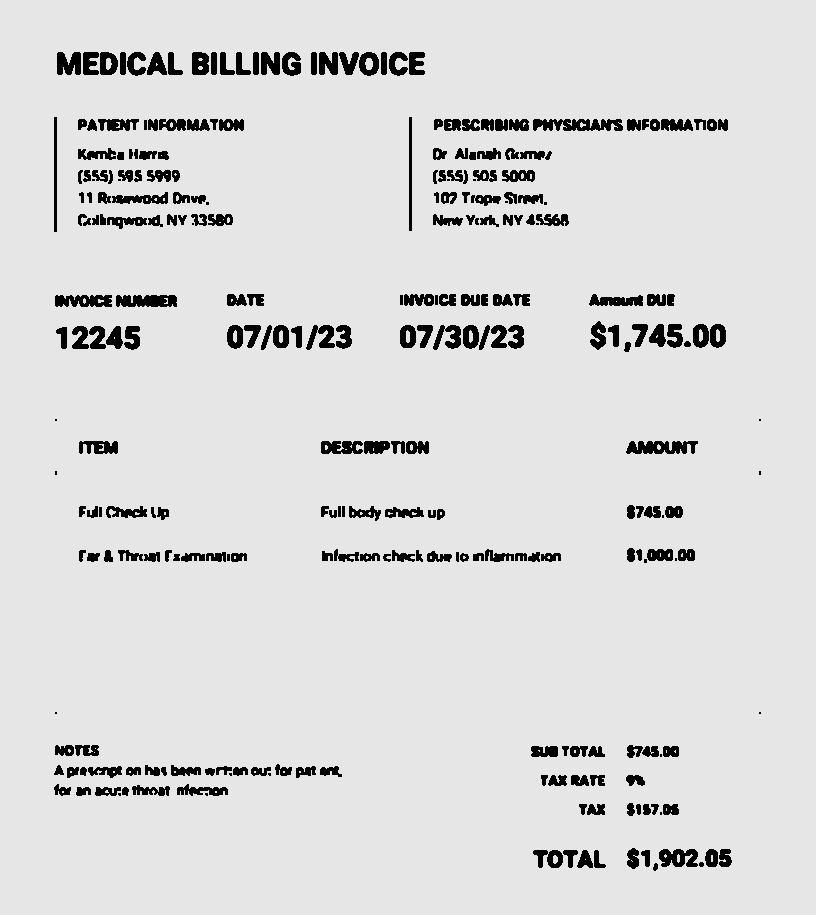 MEDICAL BILLING INVOICE
PATIENT INFORMATION
Kemba Harris
(555) 595 5999
11 Rosewood Drive,
Collingwood, NY 33580
PERSCRIBING PHYSICIAN'S INFORMATION
Dr. Alanah Gomez
(555) 505 5000
102 Trope Street,
New York, NY 45568
INVOICE NUMBER DATE INVOICE DUE DATE Amount DUE
12245 07/01/23 07/30/23 $1,745.00
ITEM DESCRIPTION AMOUNT
Full Check Up Full body check up $745.00
Ear & Throat Examination Infection check due to inflammation $1,000.00
NOTES
A prescription has been written out for patient,
for an acute throat infection
SUB TOTAL $745.00
TAX RATE 9%
TAX $157.05
TOTAL $1,902.05